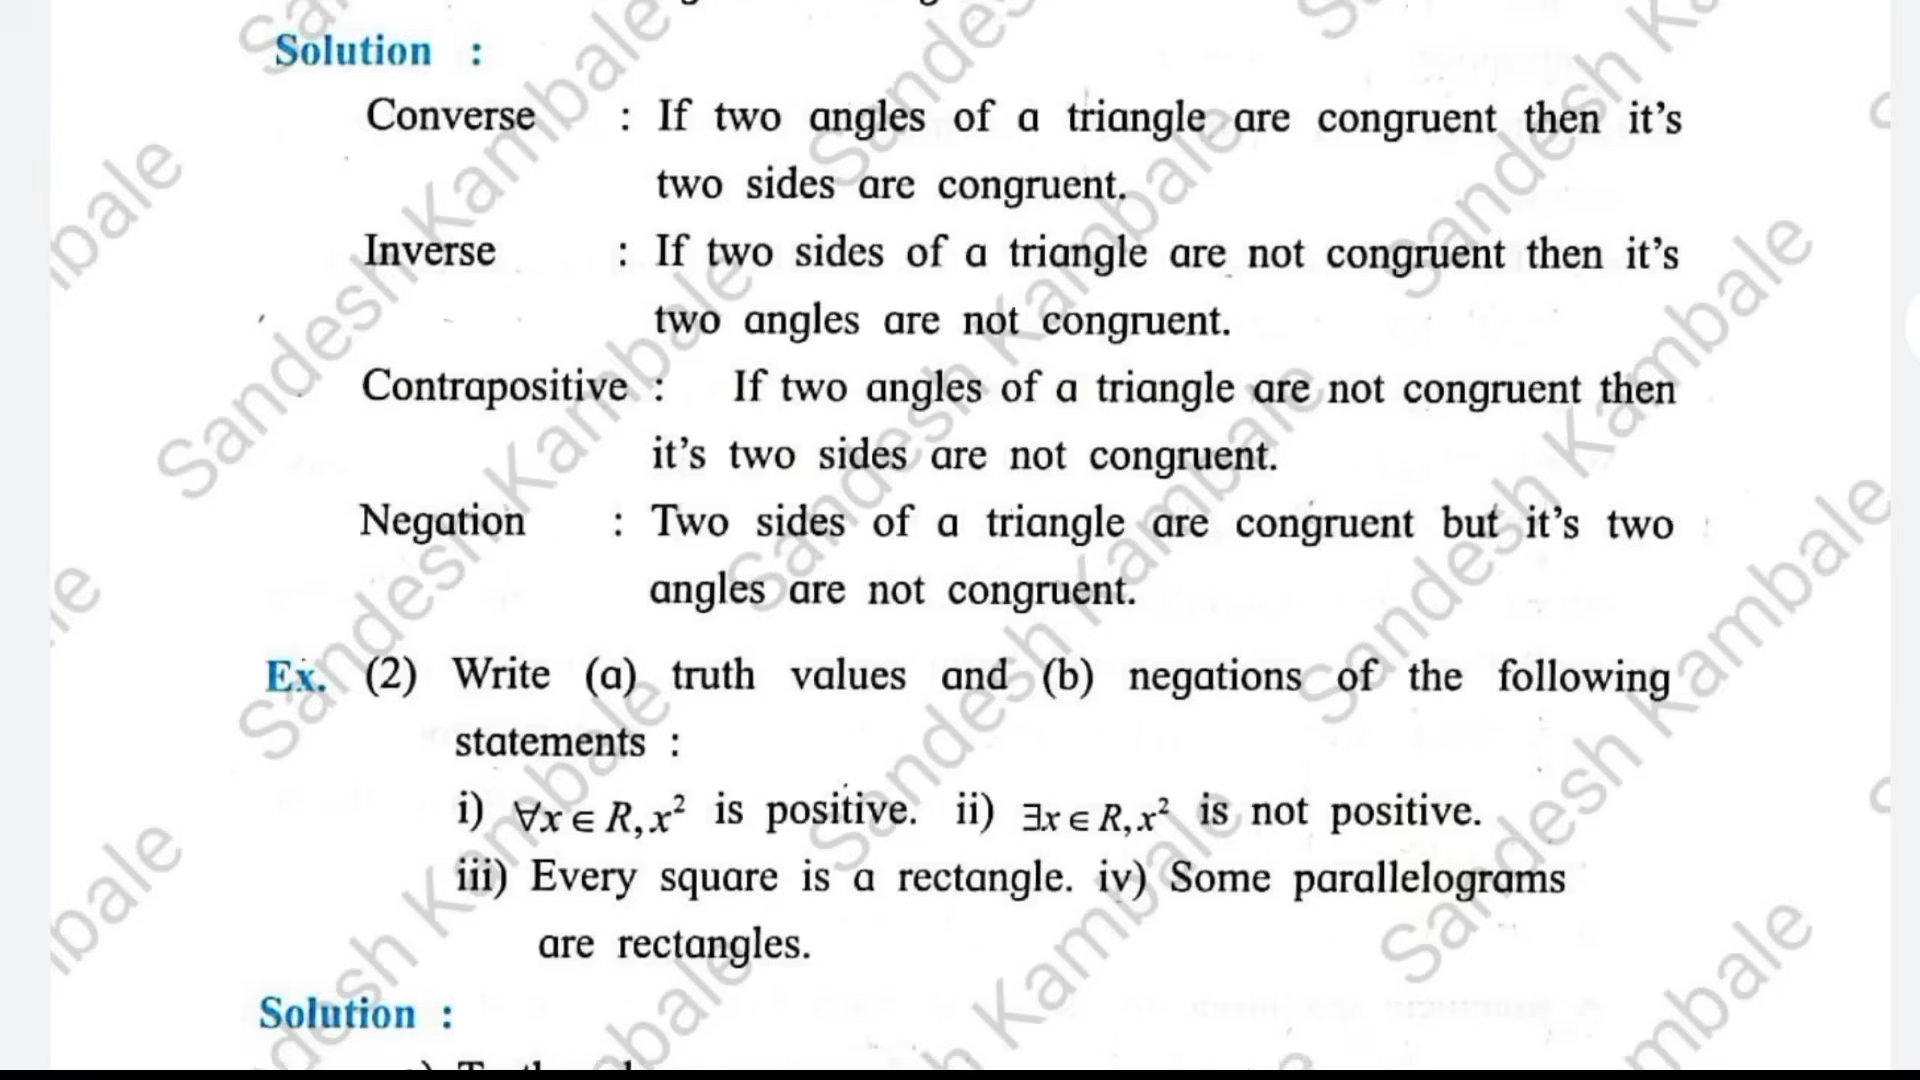 Solution :
Converse : If two angles of a triangle are congruent then it's
two sides are congruent.
Inverse : If two sides of a triangle are not congruent then it's
two angles are not congruent.
Contrapositive : If two angles of a triangle are not congruent then
it's two sides are not congruent.
Negation : Two sides of a triangle are congruent but it's two
angles are not congruent.
Ex. (2) Write (a) truth values and (b) negations of the following
statements :
i) ∀x ∈ R, x² is positive. ii) ∃x ∈ R, x² is not positive.
iii) Every square is a rectangle. iv) Some parallelograms
are rectangles.
Solution :
Sandesh Kambale